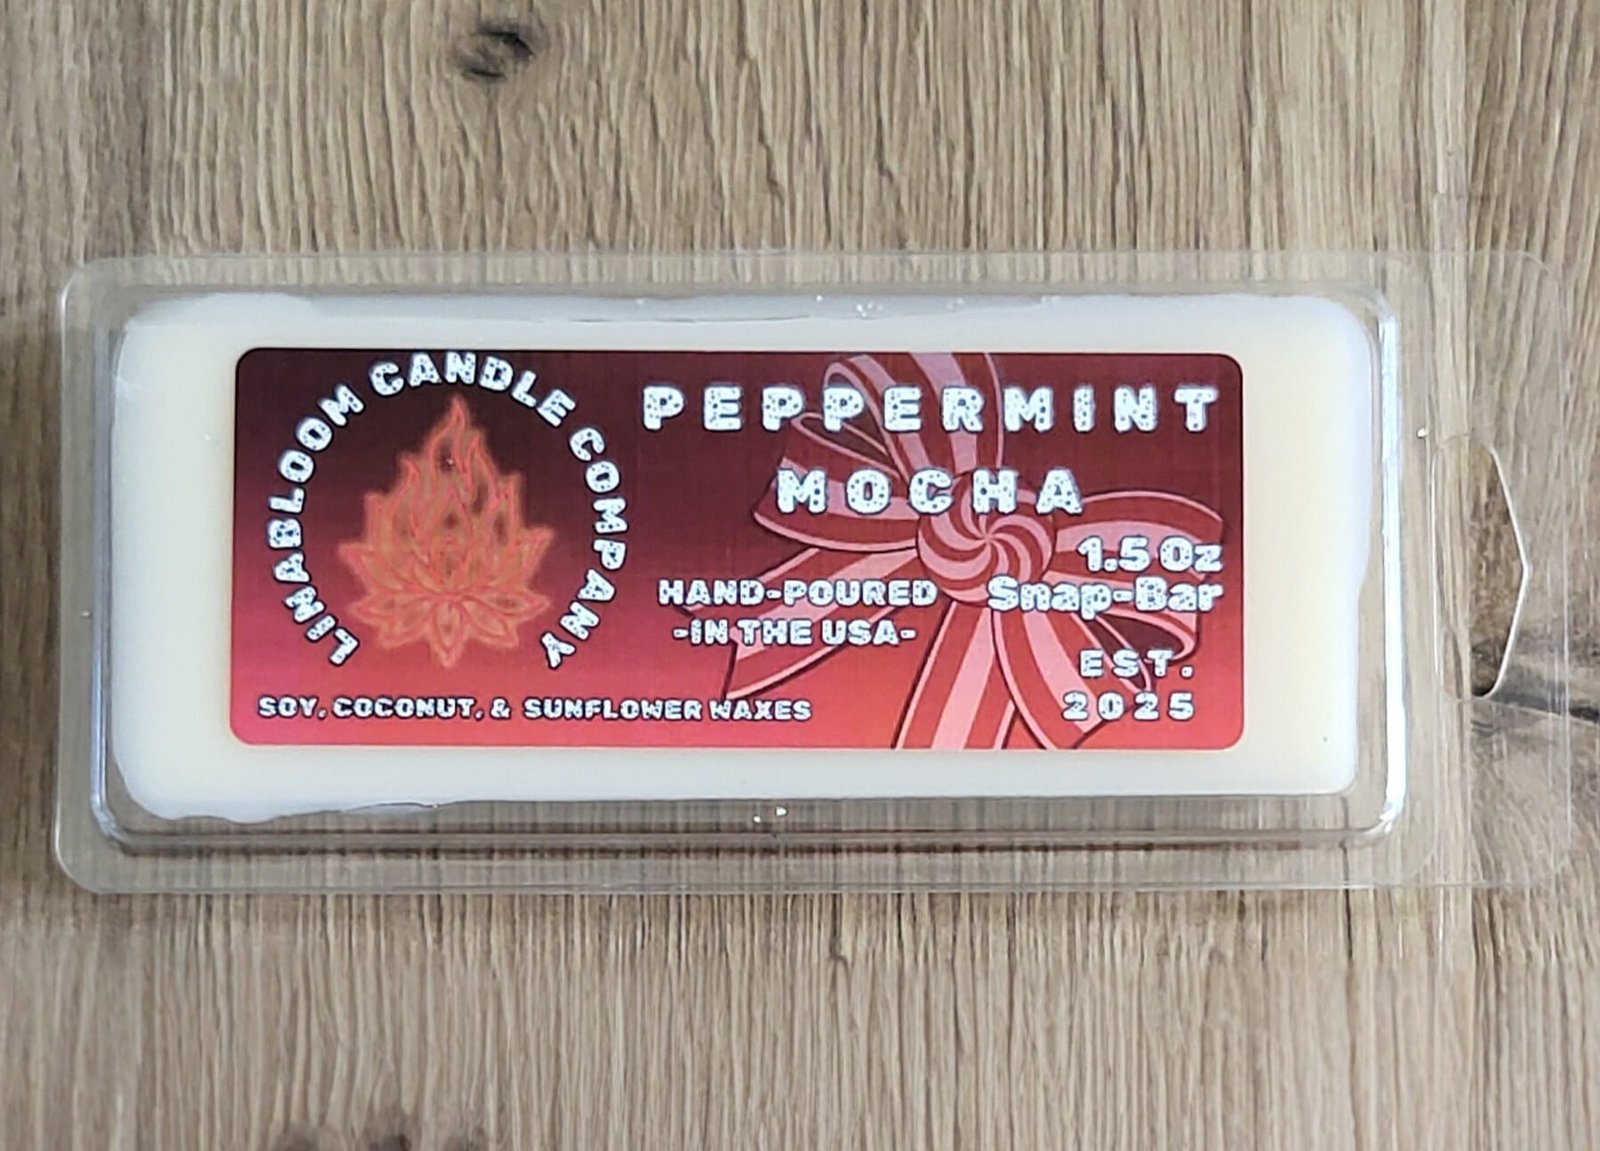 LINABLOOM CANDLE COMPANY
PEPPERMINT
MOCHA
1.5 Oz
Snap-Bar
HAND-POURED
-IN THE USA-
EST.
2025
SOY, COCONUT, & SUNFLOWER WAXES